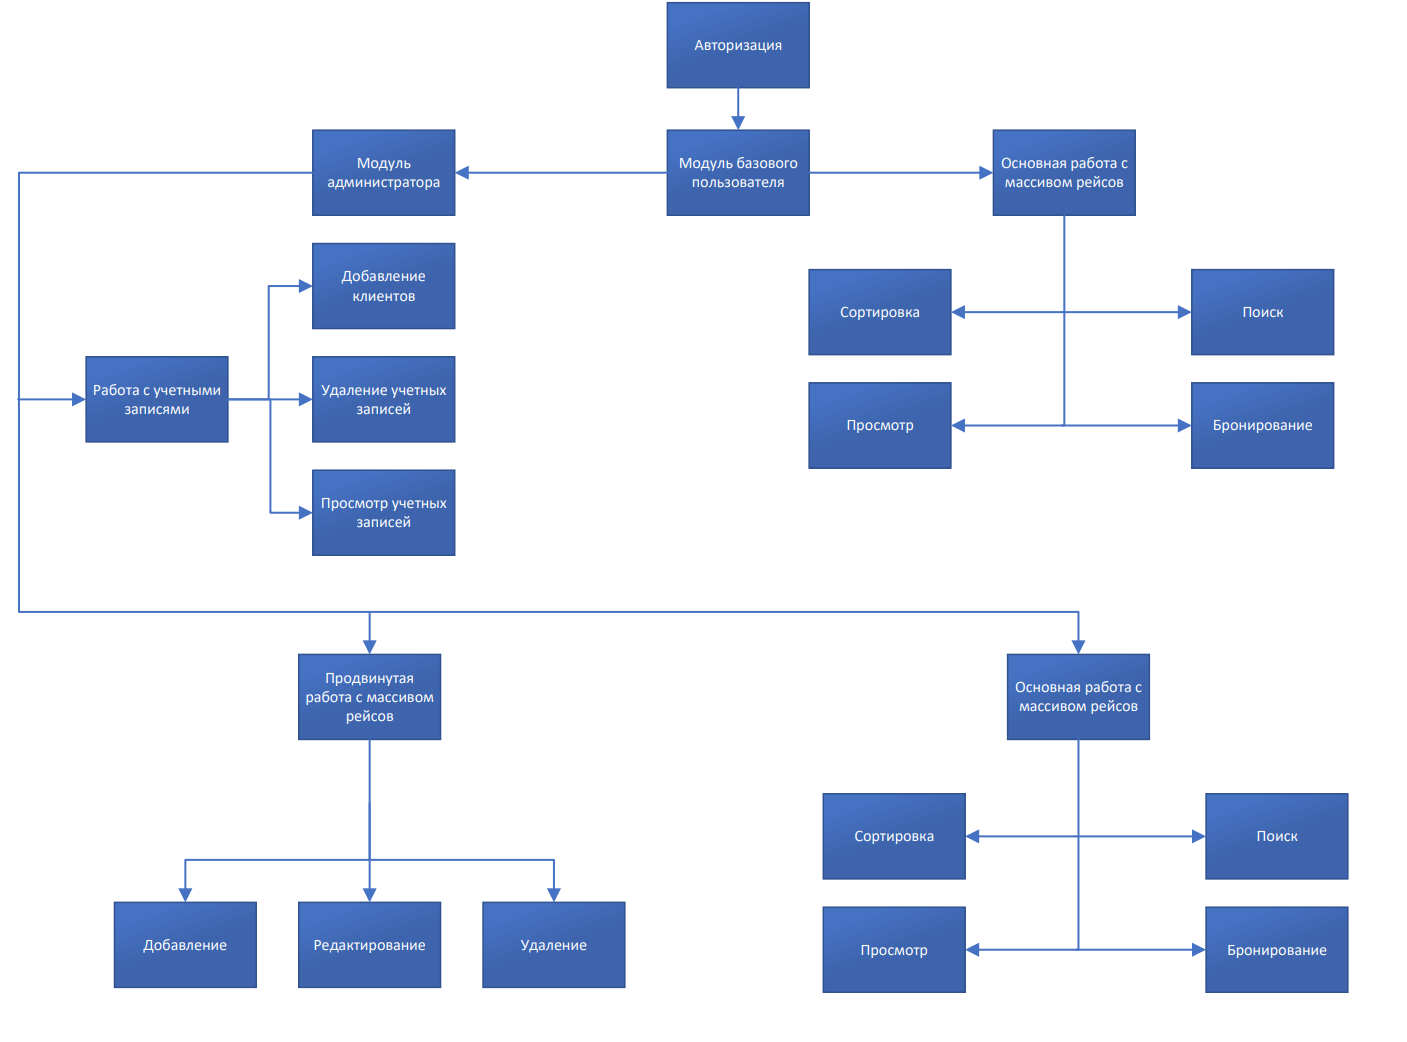 Авторизация
Модуль
администратора
Модуль базового
пользователя
Основная работа с
массивом рейсов
Добавление
клиентов
Сортировка
Поиск
Работа с учетными
записями
Удаление учетных
записей
Просмотр
Бронирование
Просмотр учетных
записей
Продвинутая
работа с массивом
рейсов
Основная работа с
массивом рейсов
Сортировка
Поиск
Добавление
Редактирование
Удаление
Просмотр
Бронирование